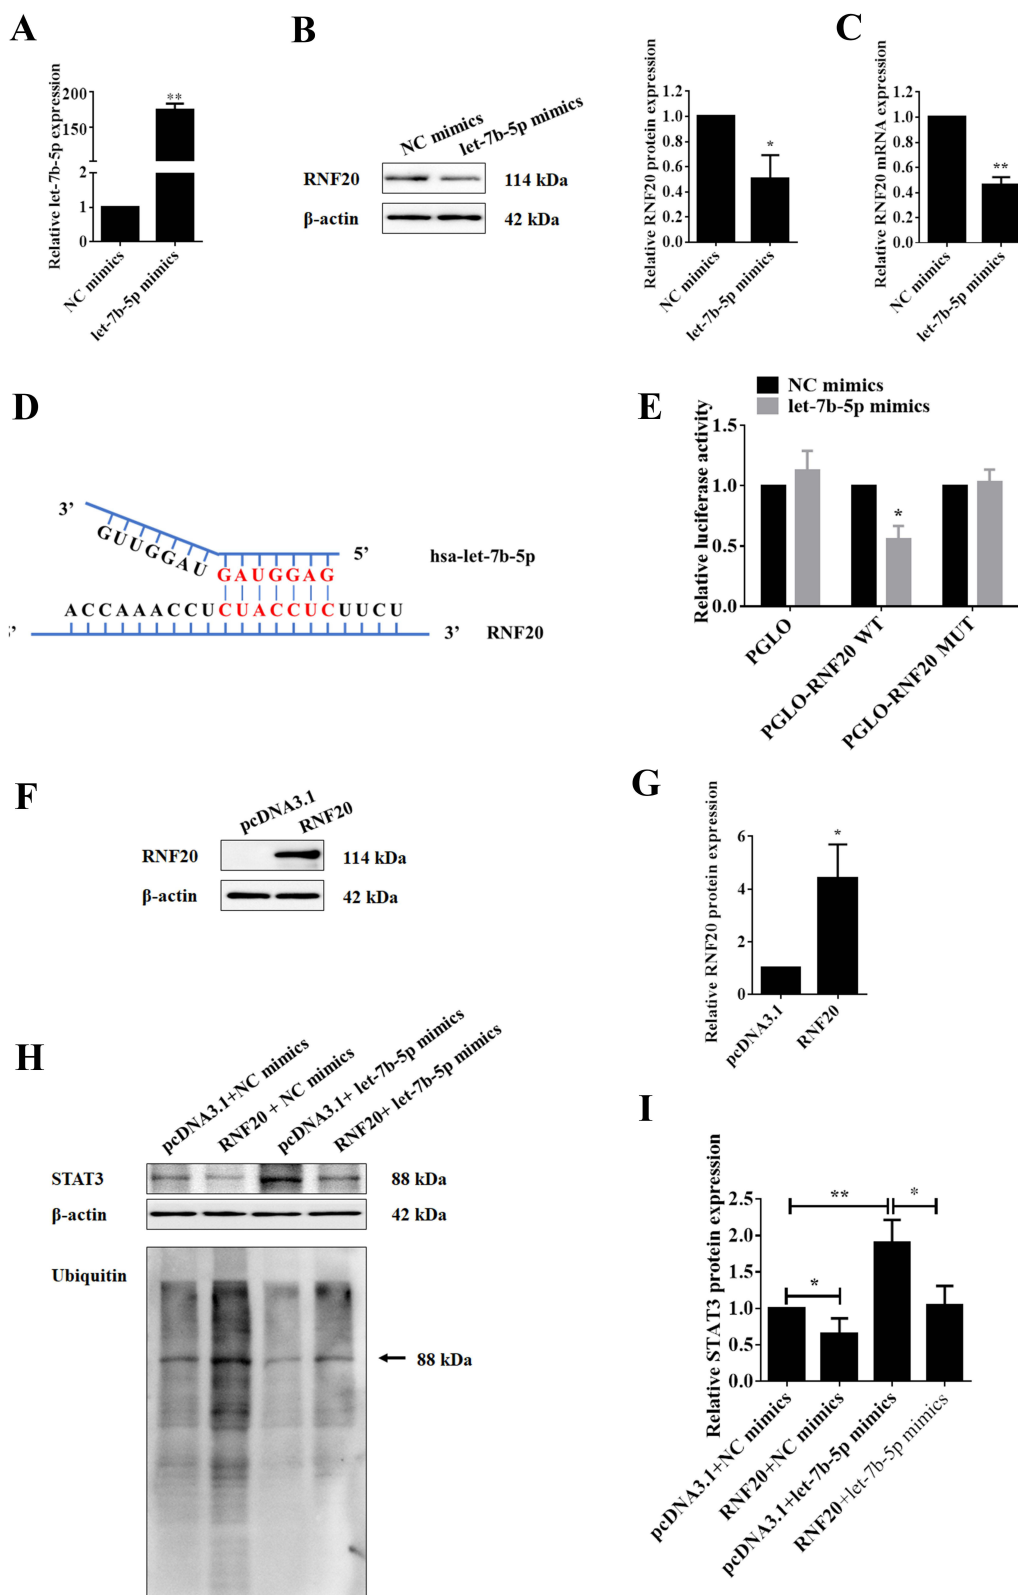 A
Relative let-7b-5p expression
200
150
2
2
1
0
NC mimics
let-7b-5p mimics
**
B
NC mimics
let-7b-5p mimics
RNF20
114 kDa
β-actin
42 kDa
Relative RNF20 protein expression
1.2
1.0
0.8
0.6
0.4
0.2
0.0
*
NC mimics
let-7b-5p mimics
C
Relative RNF20 mRNA expression
1.2
1.0
0.8
0.6
0.4
0.2
0.0
**
NC mimics
let-7b-5p mimics
D
3’
GUUGGAU
5’
hsa-let-7b-5p
GAUGGAG
ACCAAACCUCUACCUCUUCU
3’
RNF20
E
NC mimics
let-7b-5p mimics
Relative luciferase activity
1.5
1.0
0.5
0.0
*
PGLO
PGLO-RNF20 WT
PGLO-RNF20 MUT
F
pcDNA3.1
RNF20
RNF20
114 kDa
β-actin
42 kDa
G
Relative RNF20 protein expression
6
4
2
0
*
pcDNA3.1
RNF20
H
pcDNA3.1+NC mimics
RNF20 + NC mimics
pcDNA3.1+ let-7b-5p mimics
RNF20+ let-7b-5p mimics
STAT3
88 kDa
β-actin
42 kDa
Ubiquitin
88 kDa
I
Relative STAT3 protein expression
2.5
2.0
1.5
1.0
0.5
0.0
**
*
*
pcDNA3.1+NC mimics
RNF20+NC mimics
pcDNA3.1+let-7b-5p mimics
RNF20+let-7b-5p mimics